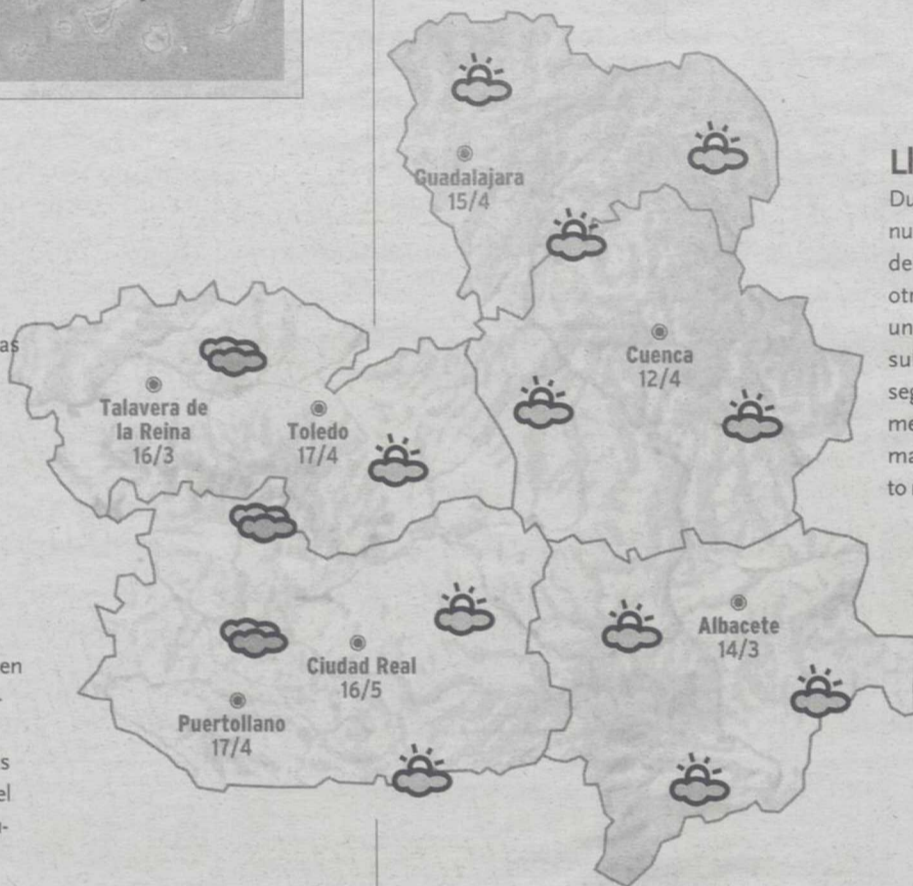 Guadalajara
15/4
Cuenca
12/4
Talavera de
la Reina
16/3
Toledo
17/4
Albacete
14/3
Ciudad Real
16/5
Puertollano
17/4
as
en
s
el
Du
nu
de
otr
un
su
seg
me
ma
to